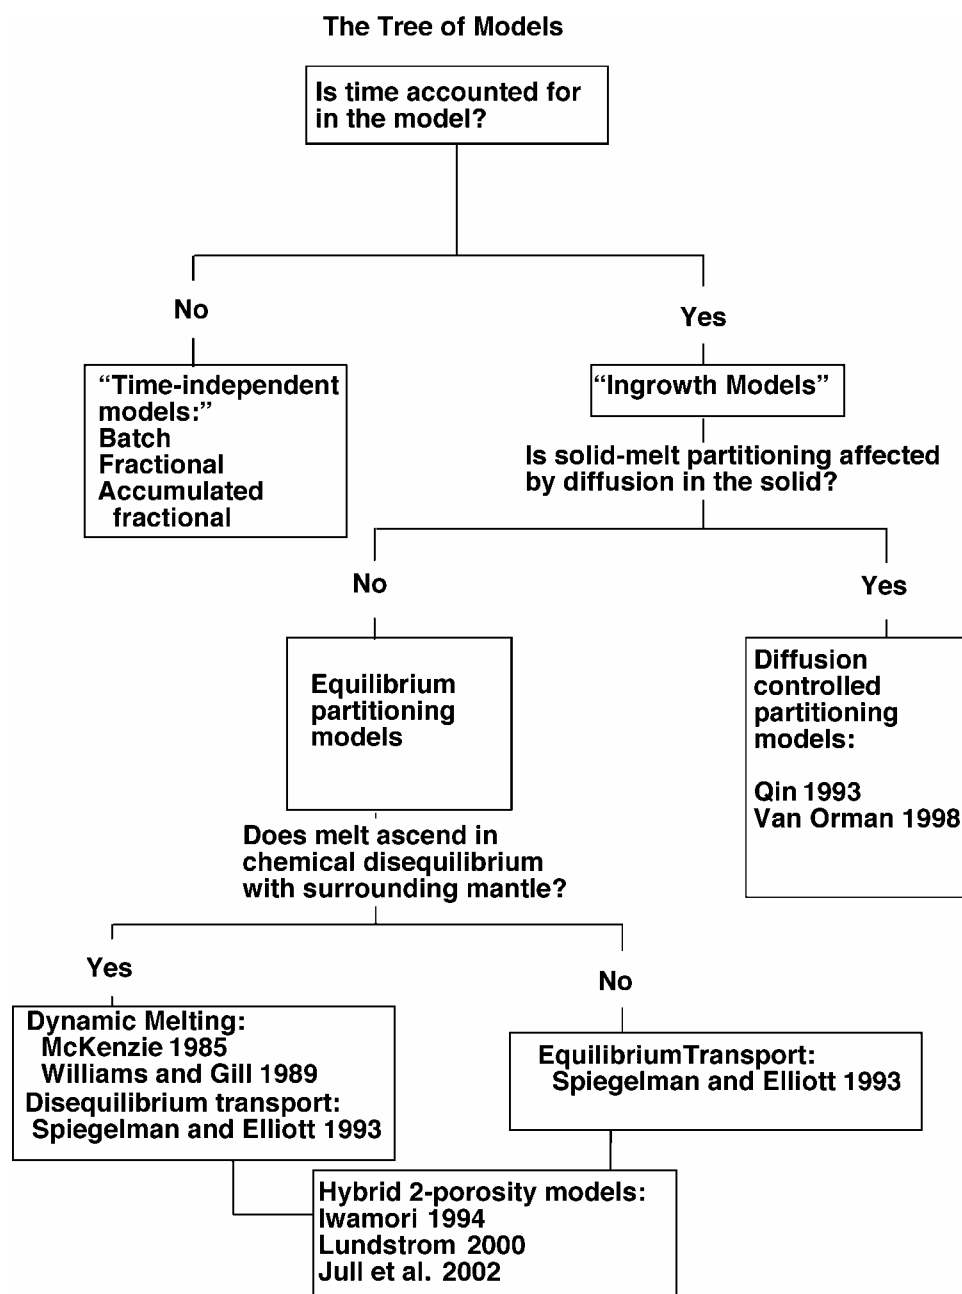 The Tree of Models
Is time accounted for
in the model?
No
Yes
“Time-independent
models:”
Batch
Fractional
Accumulated
fractional
“Ingrowth Models”
Is solid-melt partitioning affected
by diffusion in the solid?
No
Yes
Equilibrium
partitioning
models
Diffusion
controlled
partitioning
models:
Qin 1993
Van Orman 1998
Does melt ascend in
chemical disequilibrium
with surrounding mantle?
Yes
No
Dynamic Melting:
McKenzie 1985
Williams and Gill 1989
Disequilibrium transport:
Spiegelman and Elliott 1993
EquilibriumTransport:
Spiegelman and Elliott 1993
Hybrid 2-porosity models:
Iwamori 1994
Lundstrom 2000
Jull et al. 2002